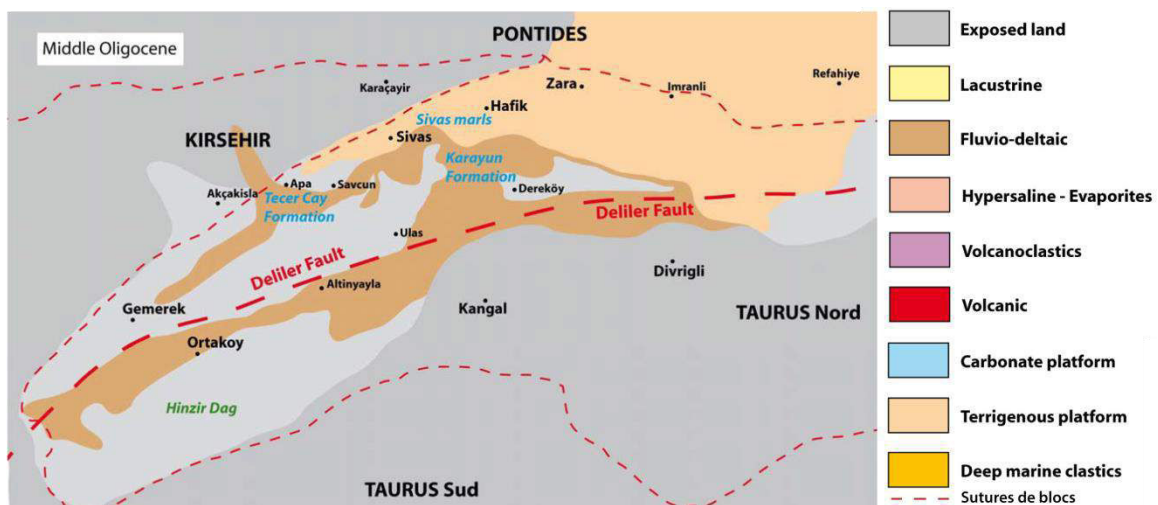 Middle Oligocene
PONTIDES
Karaçayir
Zara
Imranli
Refahiye
Hafik
Sivas marls
Sivas
KIRSEHIR
Karayun
Formation
Akçakisla
Apa
Savcun
Dereköy
Tecer Cay
Formation
Deliler Fault
Ulas
Deliler Fault
Divrigli
Altinyayla
Gemerek
Kangal
TAURUS Nord
Ortakoy
Hinzir Dag
TAURUS Sud
Exposed land
Lacustrine
Fluvio-deltaic
Hypersaline - Evaporites
Volcanoclastics
Volcanic
Carbonate platform
Terrigenous platform
Deep marine clastics
Sutures de blocs